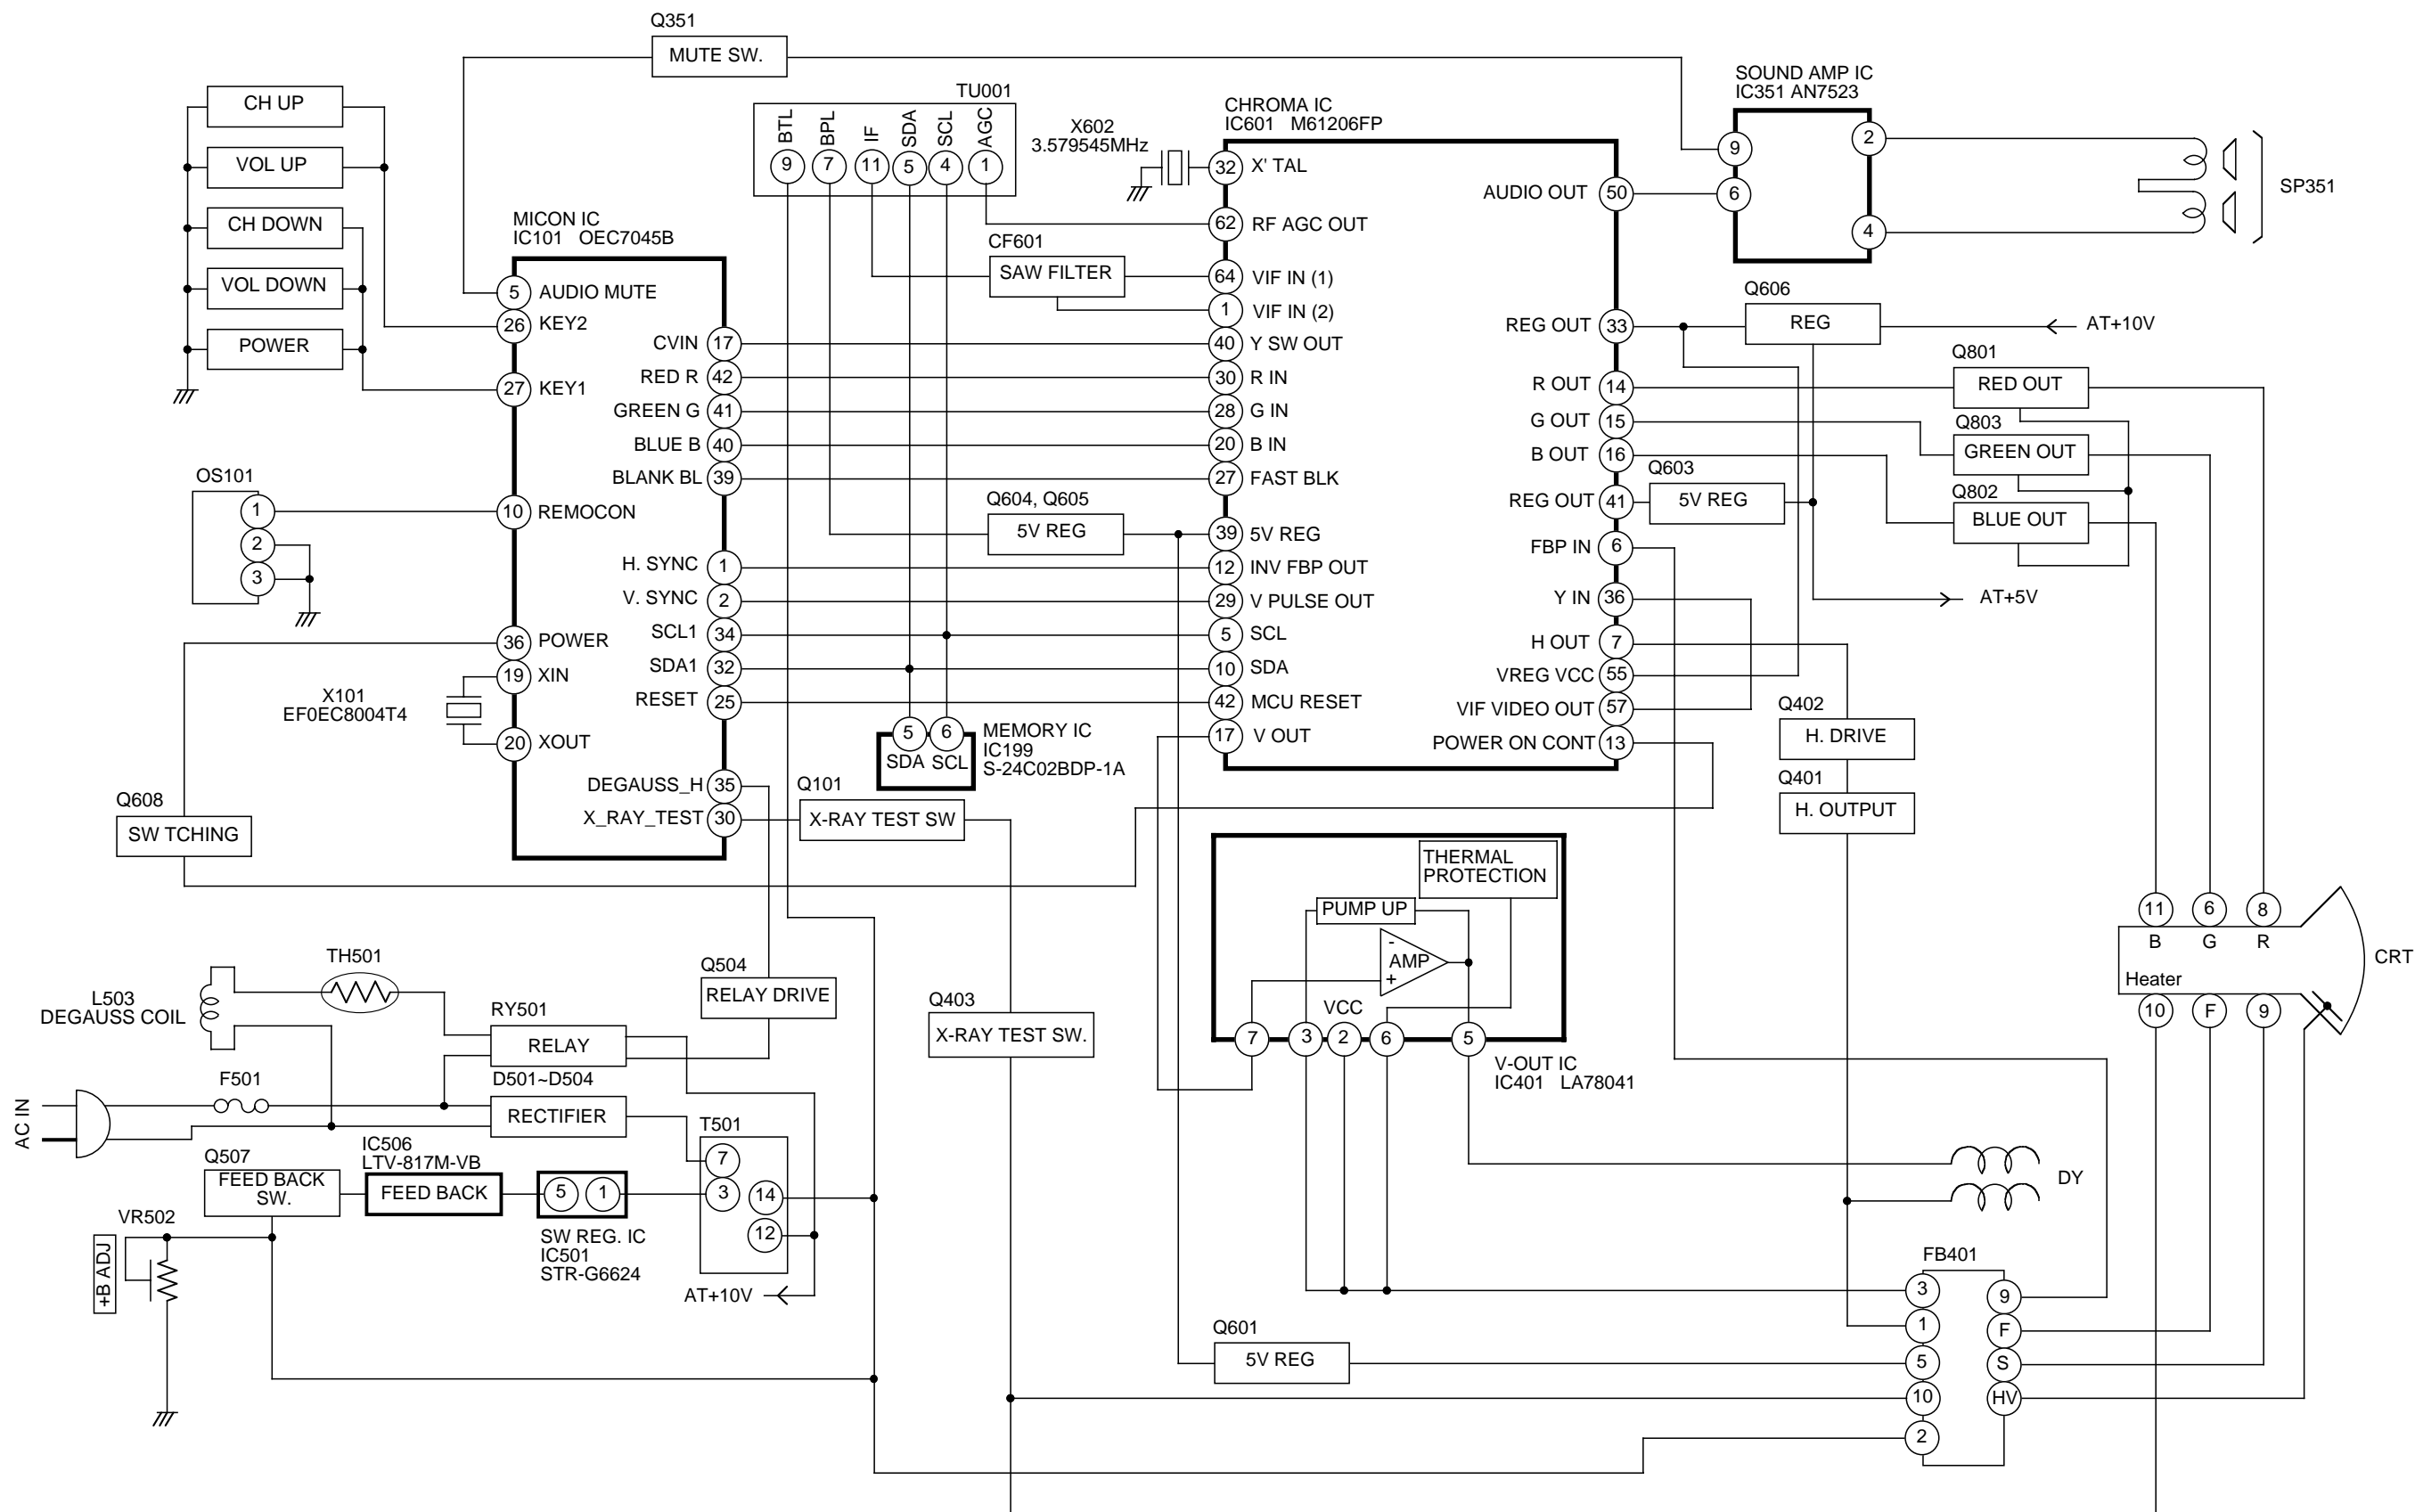 Q351
MUTE SW.
CH UP
VOL UP
CH DOWN
VOL DOWN
POWER
TU001
BTL
BPL
IF
SDA
SCL
AGC
9
7
11
5
4
1
X602
3.579545MHz
CHROMA IC
IC601 M61206FP
32 X' TAL
62 RF AGC OUT
64 VIF IN (1)
1 VIF IN (2)
40 Y SW OUT
30 R IN
28 G IN
20 B IN
27 FAST BLK
39 5V REG
12 INV FBP OUT
29 V PULSE OUT
5 SCL
10 SDA
42 MCU RESET
17 V OUT
AUDIO OUT 50
REG OUT 33
R OUT 14
G OUT 15
B OUT 16
REG OUT 41
FBP IN 6
Y IN 36
H OUT 7
VREG VCC 55
VIF VIDEO OUT 57
POWER ON CONT 13
CF601
SAW FILTER
SOUND AMP IC
IC351 AN7523
9
6
2
4
SP351
Q606
REG
AT+10V
Q801
RED OUT
Q803
GREEN OUT
Q802
BLUE OUT
Q603
5V REG
AT+5V
MICON IC
IC101 OEC7045B
5 AUDIO MUTE
26 KEY2
27 KEY1
10 REMOCON
36 POWER
19 XIN
20 XOUT
CVIN 17
RED R 42
GREEN G 41
BLUE B 40
BLANK BL 39
H. SYNC 1
V. SYNC 2
SCL1 34
SDA1 32
RESET 25
DEGAUSS_H 35
X_RAY_TEST 30
OS101
1
2
3
X101
EF0EC8004T4
Q604, Q605
5V REG
5
6
SDA SCL
MEMORY IC
IC199
S-24C02BDP-1A
Q608
SW TCHING
Q101
X-RAY TEST SW
Q402
H. DRIVE
Q401
H. OUTPUT
THERMAL
PROTECTION
PUMP UP
-
AMP
+
VCC
7
3
2
6
5
V-OUT IC
IC401 LA78041
11
6
8
B
G
R
Heater
CRT
10
F
9
L503
DEGAUSS COIL
TH501
RY501
RELAY
Q504
RELAY DRIVE
Q403
X-RAY TEST SW.
AC IN
F501
D501~D504
RECTIFIER
T501
7
3
14
12
AT+10V
Q507
FEED BACK
SW.
IC506
LTV-817M-VB
FEED BACK
5
1
SW REG. IC
IC501
STR-G6624
VR502
+B ADJ
DY
FB401
3
1
5
10
2
9
F
S
HV
Q601
5V REG